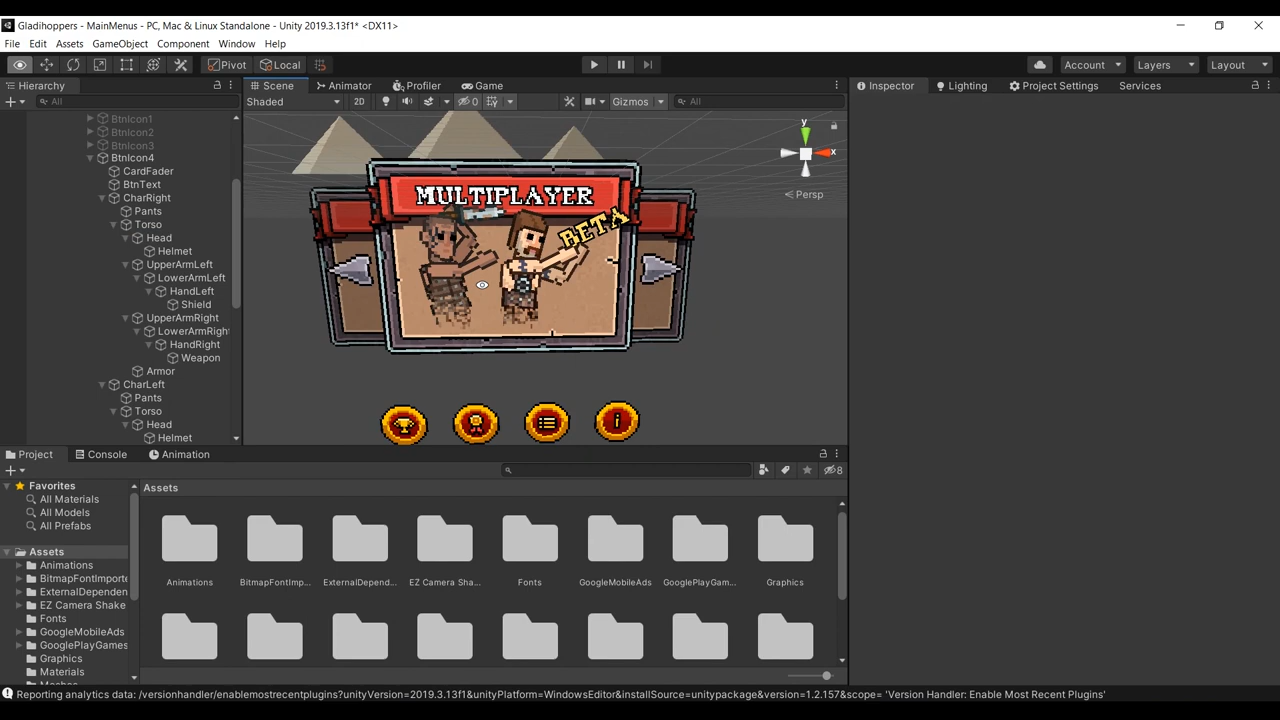 Gladihoppers - MainMenus - PC, Mac & Linux Standalone - Unity 2019.3.13f1* <DX11>
File Edit Assets GameObject Component Window Help
Pivot Local Account Layers Layout
Hierarchy
All
BtnIcon1
BtnIcon2
BtnIcon3
BtnIcon4
CardFader
BtnText
CharRight
Pants
Torso
Head
Helmet
UpperArmLeft
LowerArmLeft
HandLeft
Shield
UpperArmRight
LowerArmRight
HandRight
Weapon
Armor
CharLeft
Pants
Torso
Head
Helmet
Scene Animator Profiler Game
Shaded 2D 0 Gizmos All
y
x
Persp
MULTIPLAYER
BETA
Inspector Lighting Project Settings Services
Project Console Animation
8
Favorites
All Materials
All Models
All Prefabs
Assets
Animations
BitmapFontImporte
ExternalDependen
EZ Camera Shake
Fonts
GoogleMobileAds
GooglePlayGames
Graphics
Materials
Assets
Animations BitmapFontImp... ExternalDepend... EZ Camera Sha... Fonts GoogleMobileAds GooglePlayGam... Graphics
Reporting analytics data: /versionhandler/enablemostrecentplugins?unityVersion=2019.3.13f1&unityPlatform=WindowsEditor&installSource=unitypackage&version=1.2.157&scope= 'Version Handler: Enable Most Recent Plugins'